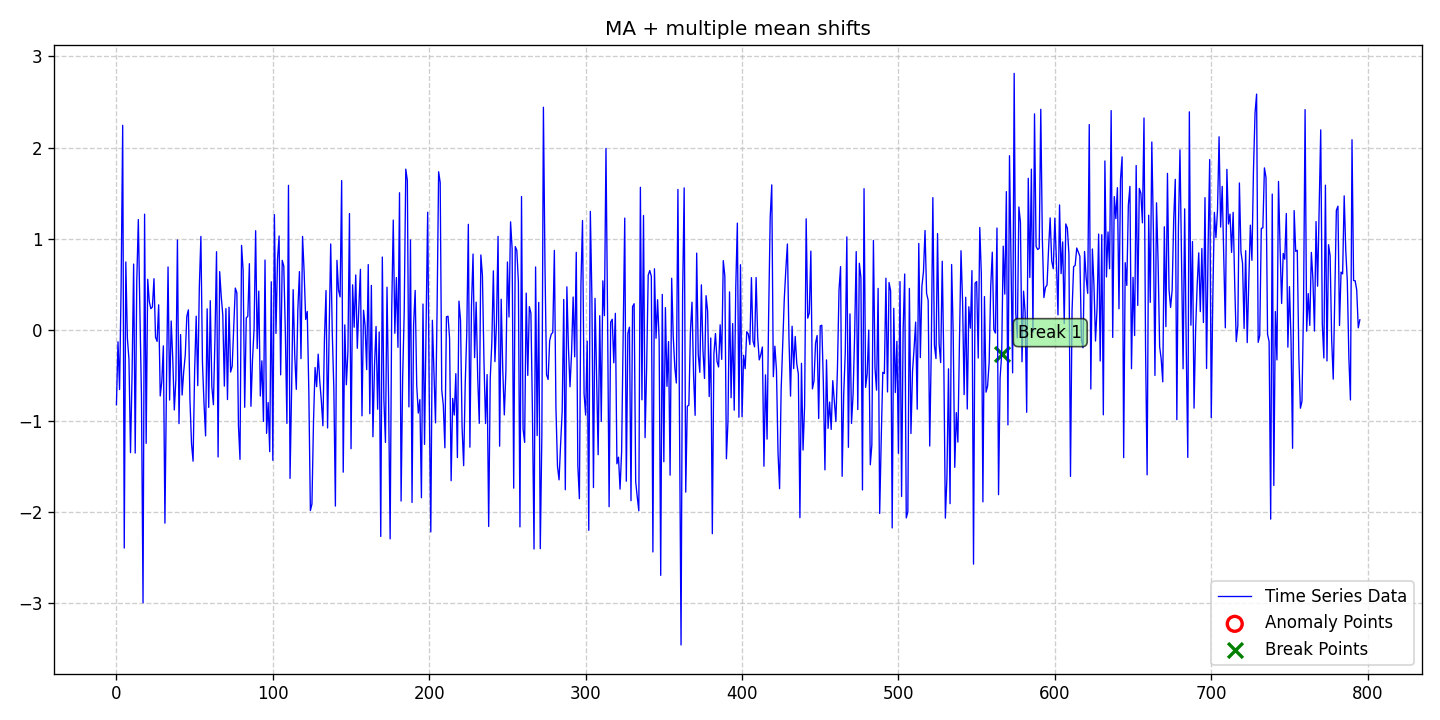 MA + multiple mean shifts
3
2
1
0
−1
−2
−3
Break 1
Time Series Data
Anomaly Points
Break Points
0 100 200 300 400 500 600 700 800